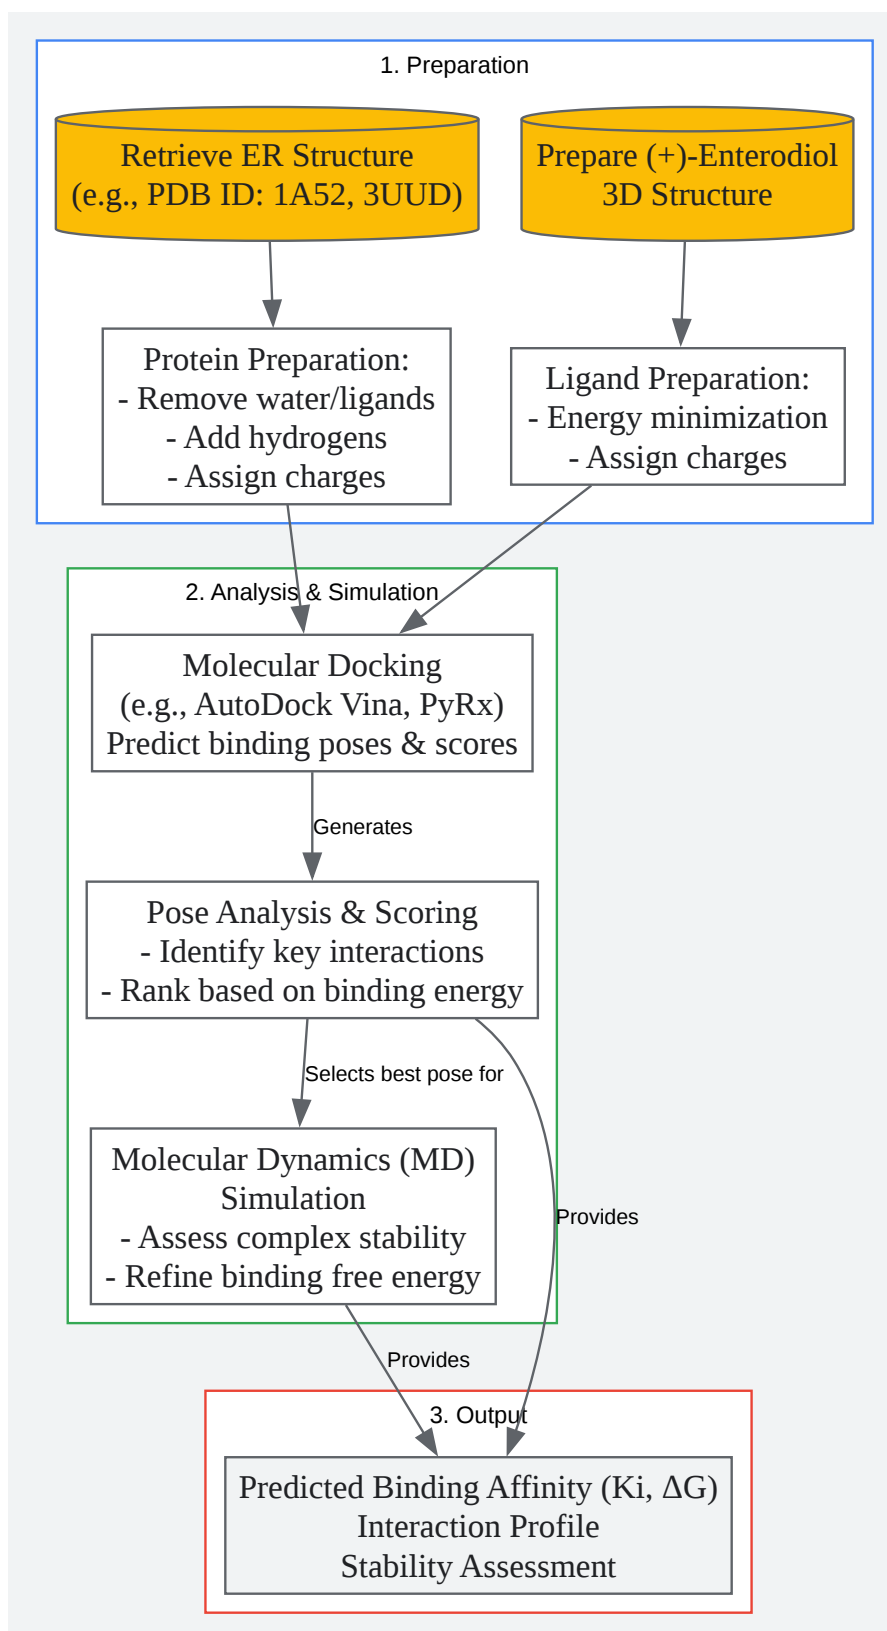 1. Preparation
Retrieve ER Structure
(e.g., PDB ID: 1A52, 3UUD)
Prepare (+)-Enterodiol
3D Structure
Protein Preparation:
- Remove water/ligands
- Add hydrogens
- Assign charges
Ligand Preparation:
- Energy minimization
- Assign charges
2. Analysis & Simulation
Molecular Docking
(e.g., AutoDock Vina, PyRx)
Predict binding poses & scores
Generates
Pose Analysis & Scoring
- Identify key interactions
- Rank based on binding energy
Selects best pose for
Molecular Dynamics (MD)
Simulation
- Assess complex stability
- Refine binding free energy
Provides
Provides
3. Output
Predicted Binding Affinity (Ki, ΔG)
Interaction Profile
Stability Assessment